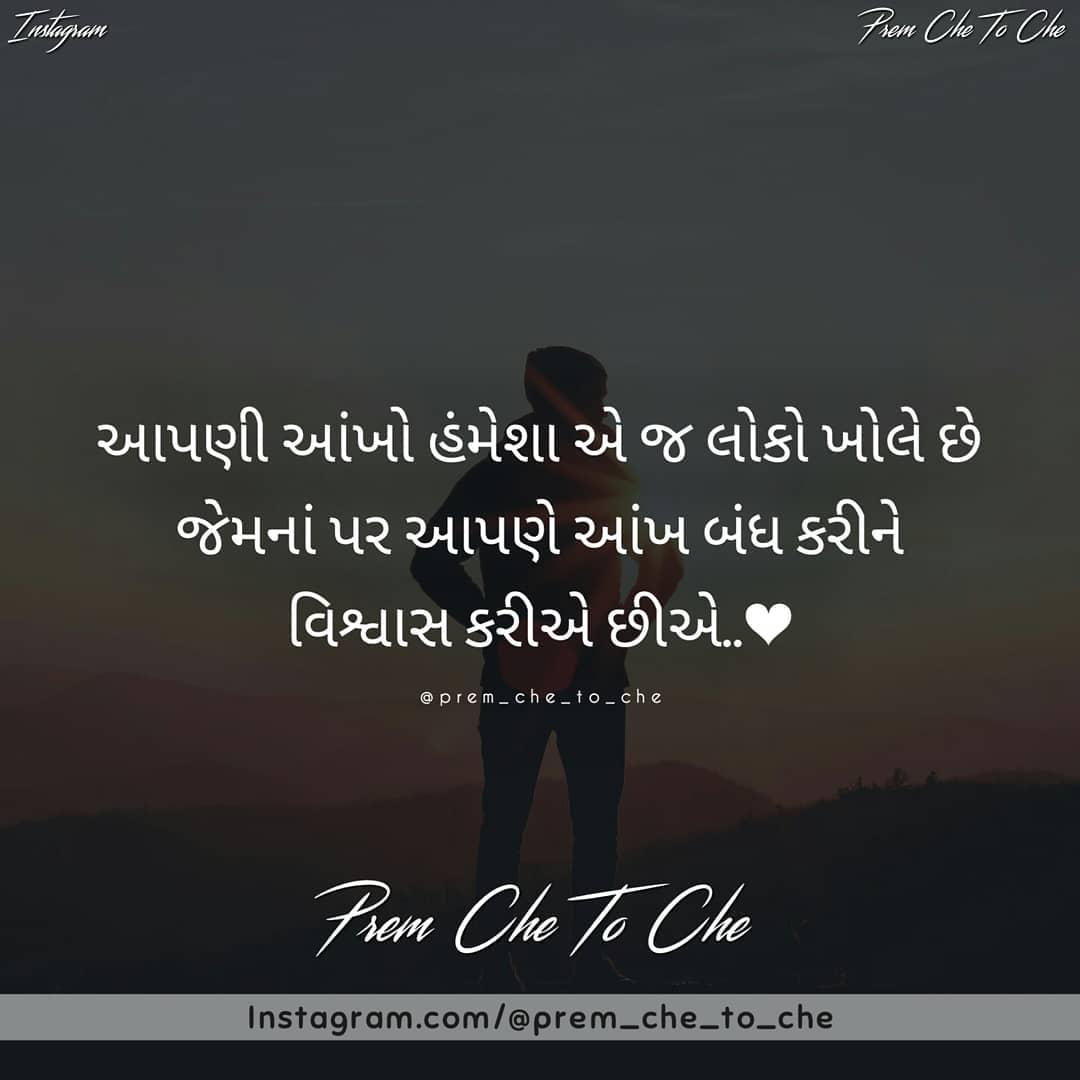 Instagram
Prem Che To Che
આપણી આંખો હંમેશા એ જ લોકો ખોલે છે
જેમનાં પર આપણે આંખ બંધ કરીને
વિશ્વાસ કરીએ છીએ..❤
@prem_che_to_che
Prem Che To Che
Instagram.com/@prem_che_to_che